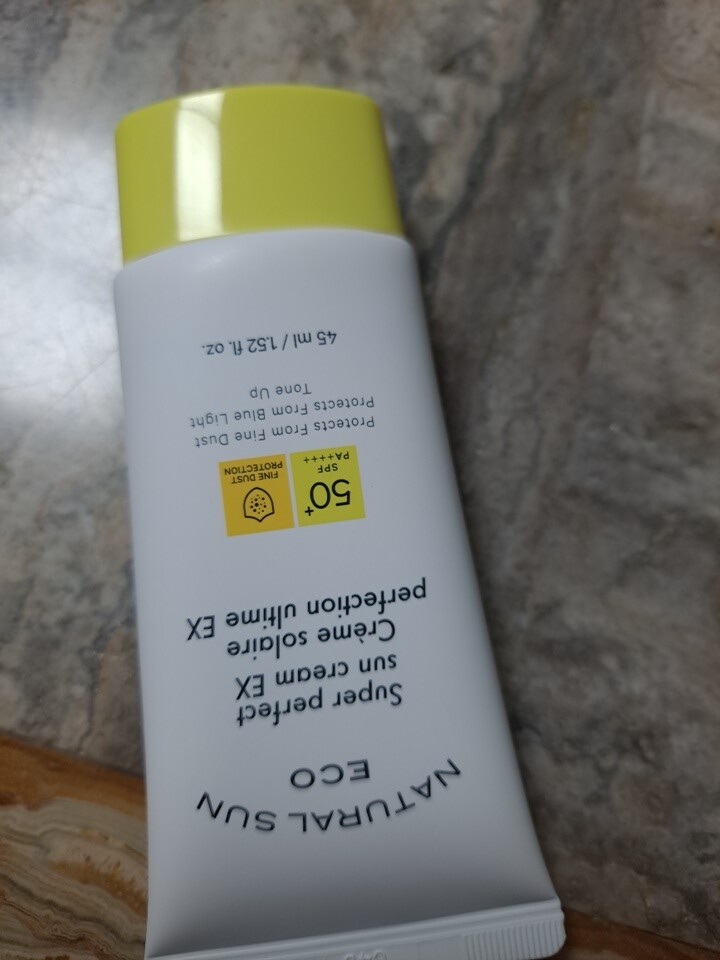 NATURAL SUN
ECO
Super perfect
sun cream EX
Crème solaire
perfection ultime EX
50+
SPF
PA++++
FINE DUST
PROTECTION
Protects From Fine Dust
Protects From Blue Light
Tone Up
45 ml / 1.52 fl. oz.